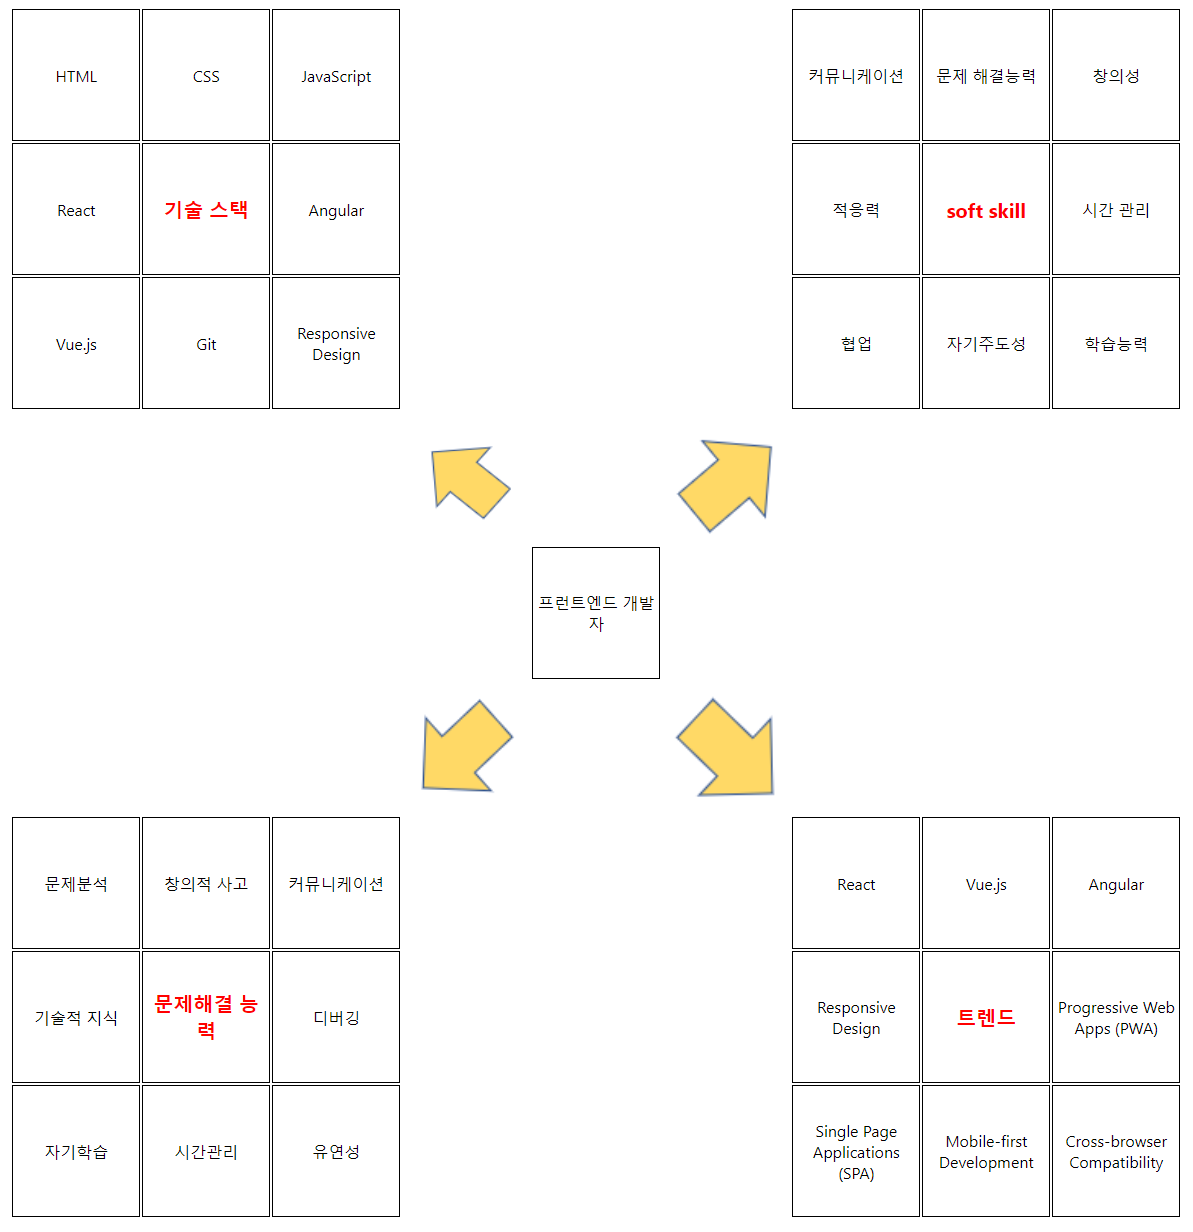 HTML
CSS
JavaScript
React
기술 스택
Angular
Vue.js
Git
Responsive
Design
커뮤니케이션
문제 해결능력
창의성
적응력
soft skill
시간 관리
협업
자기주도성
학습능력
프런트엔드 개발
자
문제분석
창의적 사고
커뮤니케이션
기술적 지식
문제해결 능
력
디버깅
자기학습
시간관리
유연성
React
Vue.js
Angular
Responsive
Design
트렌드
Progressive Web
Apps (PWA)
Single Page
Applications
(SPA)
Mobile-first
Development
Cross-browser
Compatibility